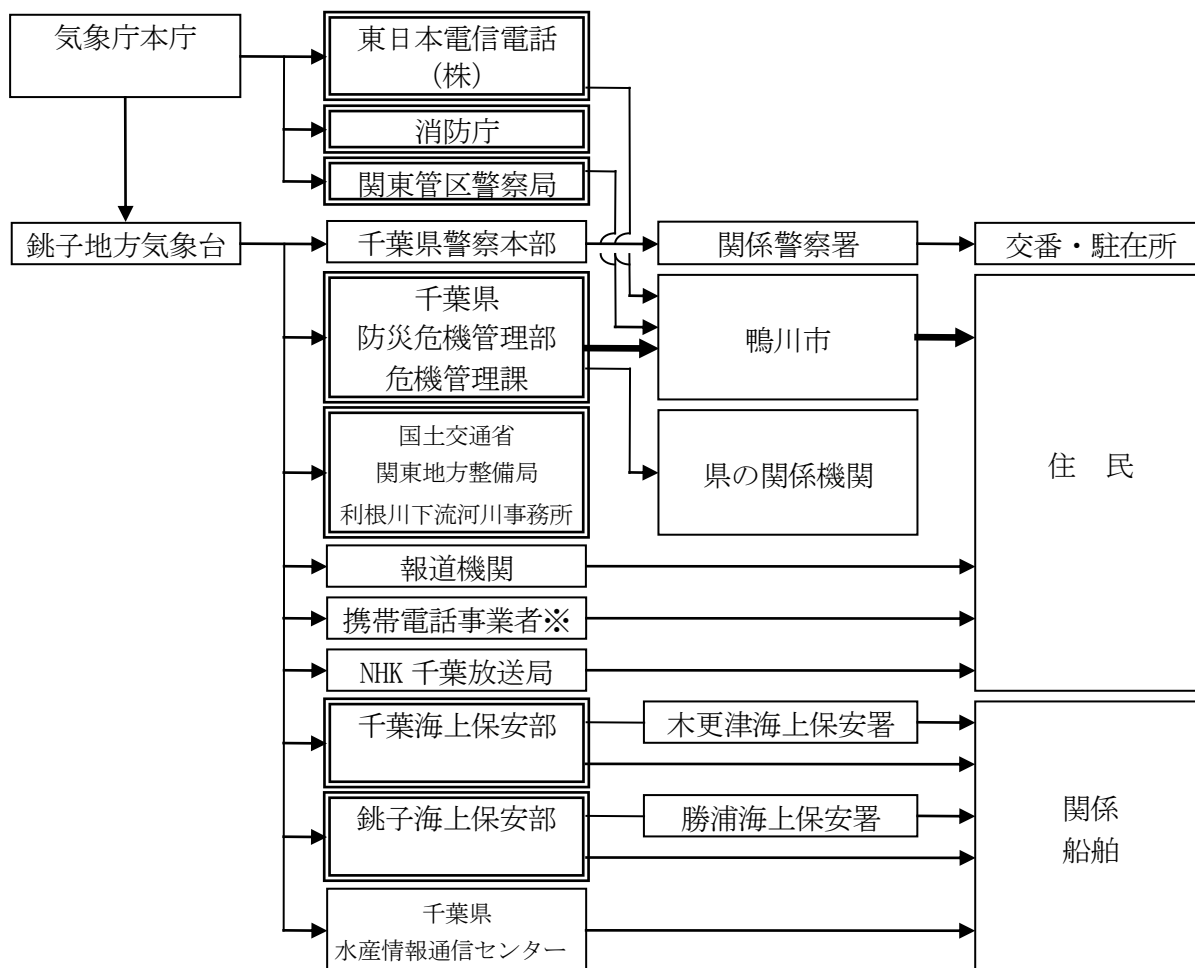 気象庁本庁
東日本電信電話
（株）
消防庁
関東管区警察局
銚子地方気象台
千葉県警察本部
関係警察署
交番・駐在所
千葉県
防災危機管理部
危機管理課
鴨川市
住　民
国土交通省
関東地方整備局
利根川下流河川事務所
県の関係機関
報道機関
携帯電話事業者※
NHK 千葉放送局
千葉海上保安部
木更津海上保安署
銚子海上保安部
勝浦海上保安署
関係
船舶
千葉県
水産情報通信センター